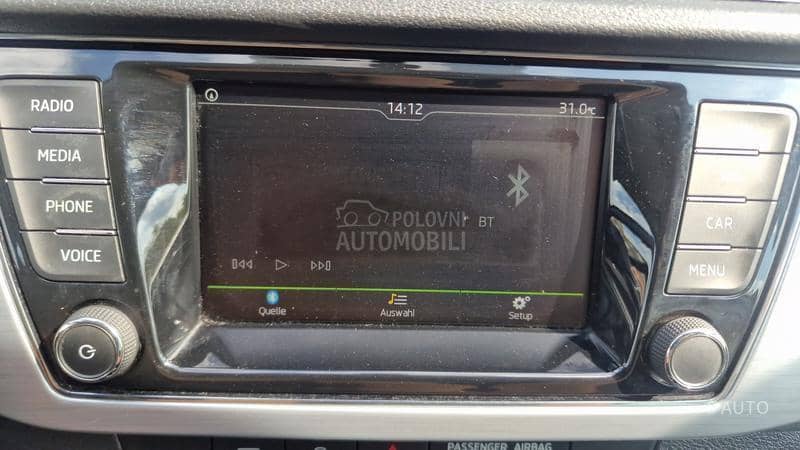 RADIO
MEDIA
PHONE
VOICE
14:12
31.0°C
POLOVNI
AUTOMOBILI
BT
Quelle
Auswahl
Setup
CAR
MENU
AUTO
PASSENGER AIRBAG